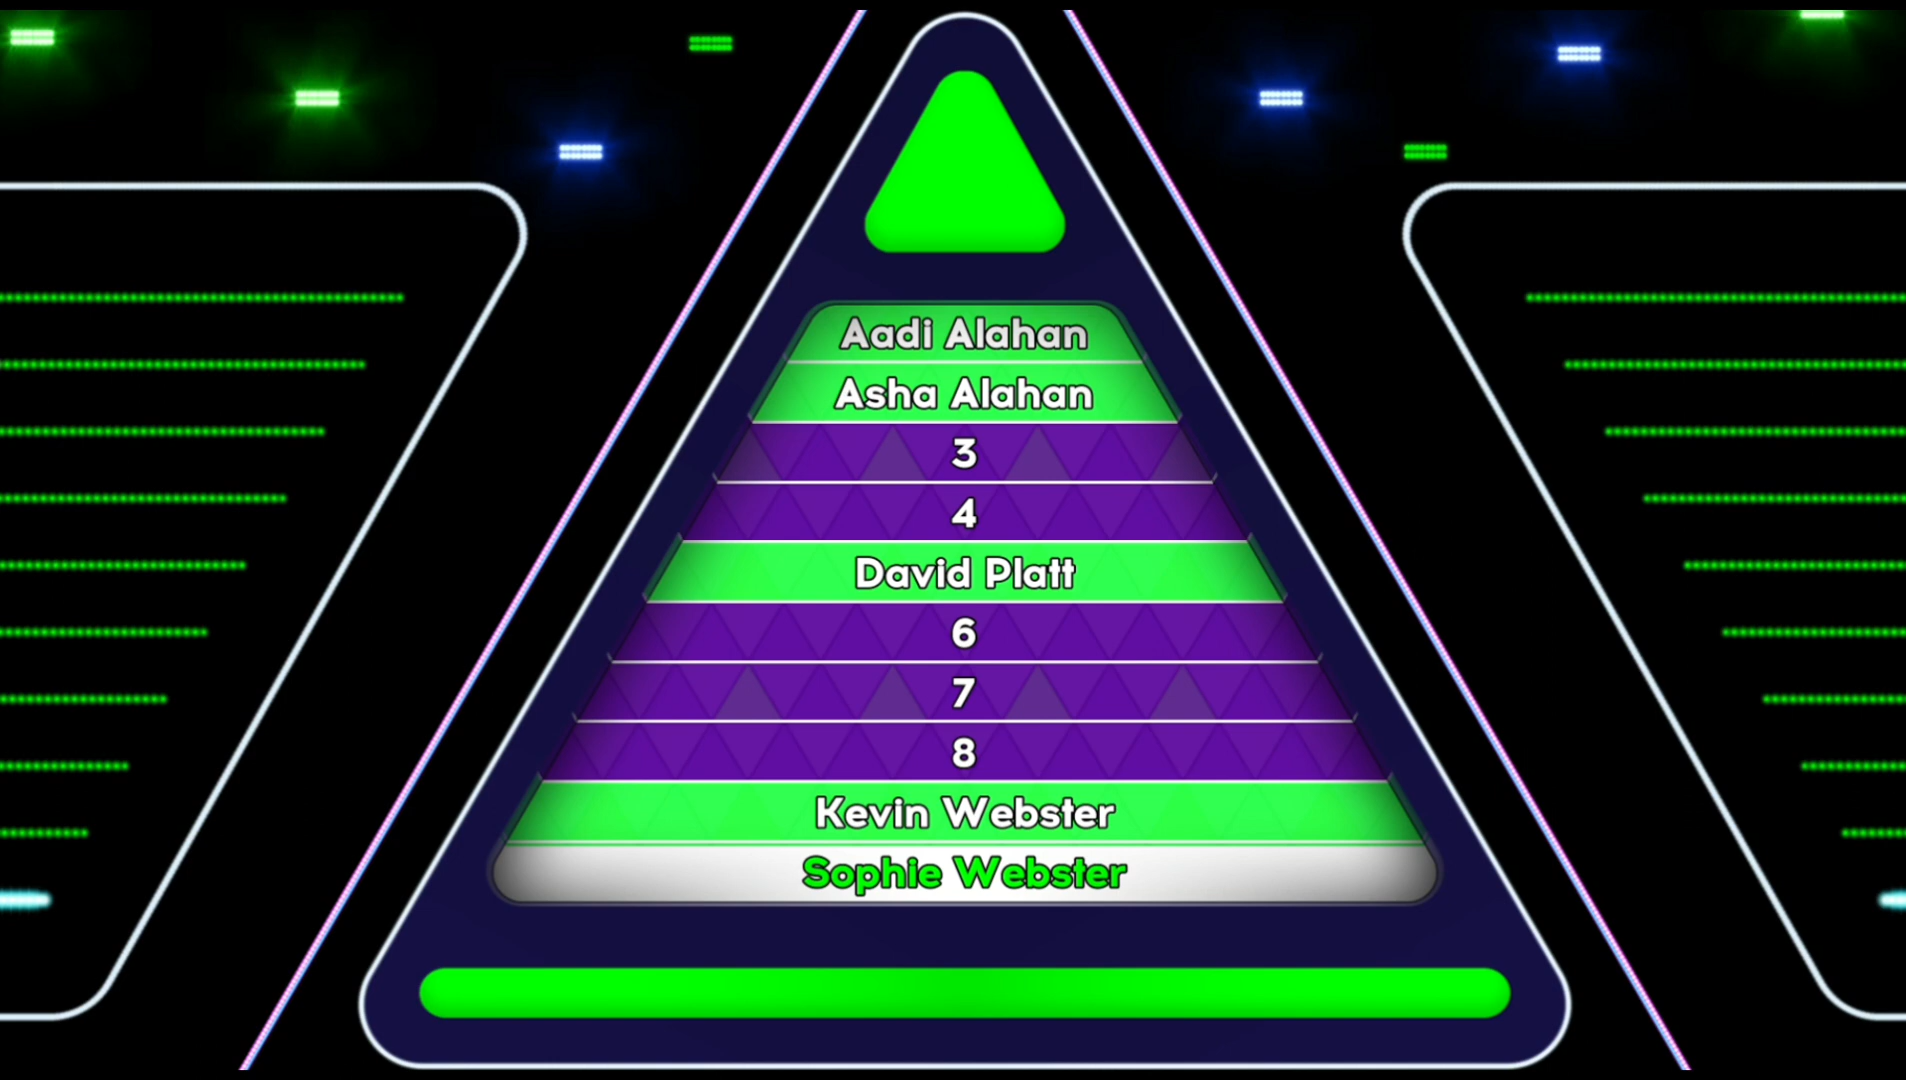 Aadi Alahan
Asha Alahan
3
4
David Platt
6
7
8
Kevin Webster
Sophie Webster